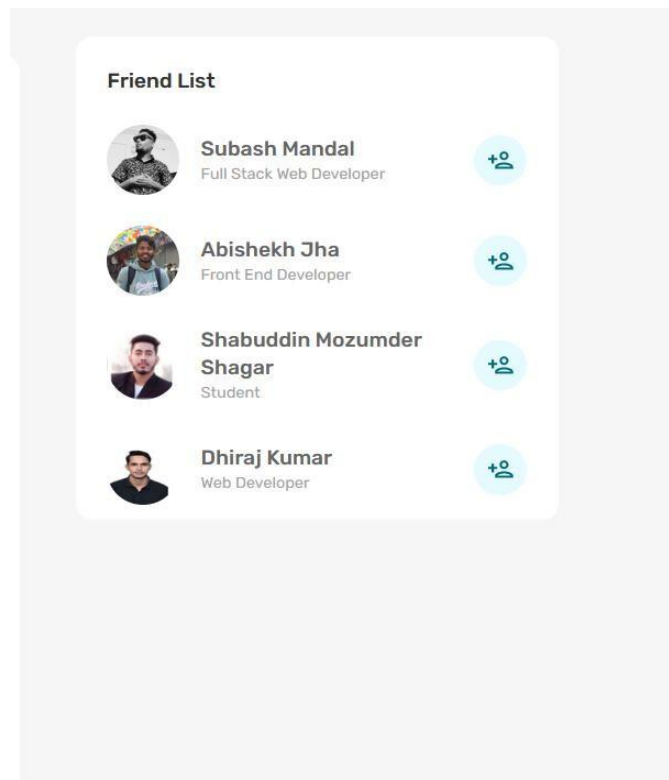 Friend List
Subash Mandal
Full Stack Web Developer
Abishekh Jha
Front End Developer
Shabuddin Mozumder
Shagar
Student
Dhiraj Kumar
Web Developer